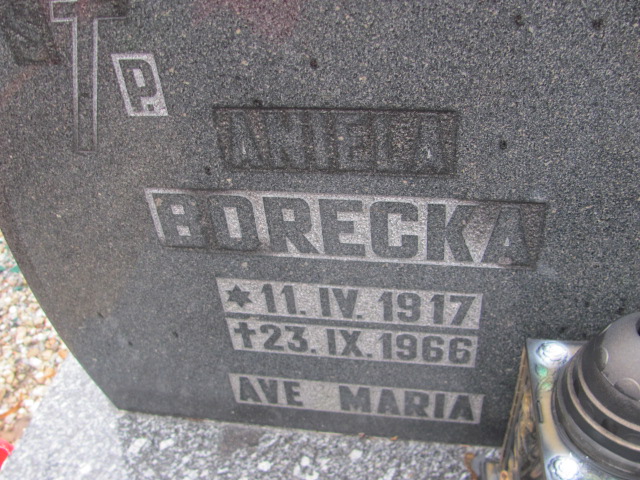 P.
ANIELA
BORECKA
* 11. IV. 1917
† 23. IX. 1966
AVE MARIA